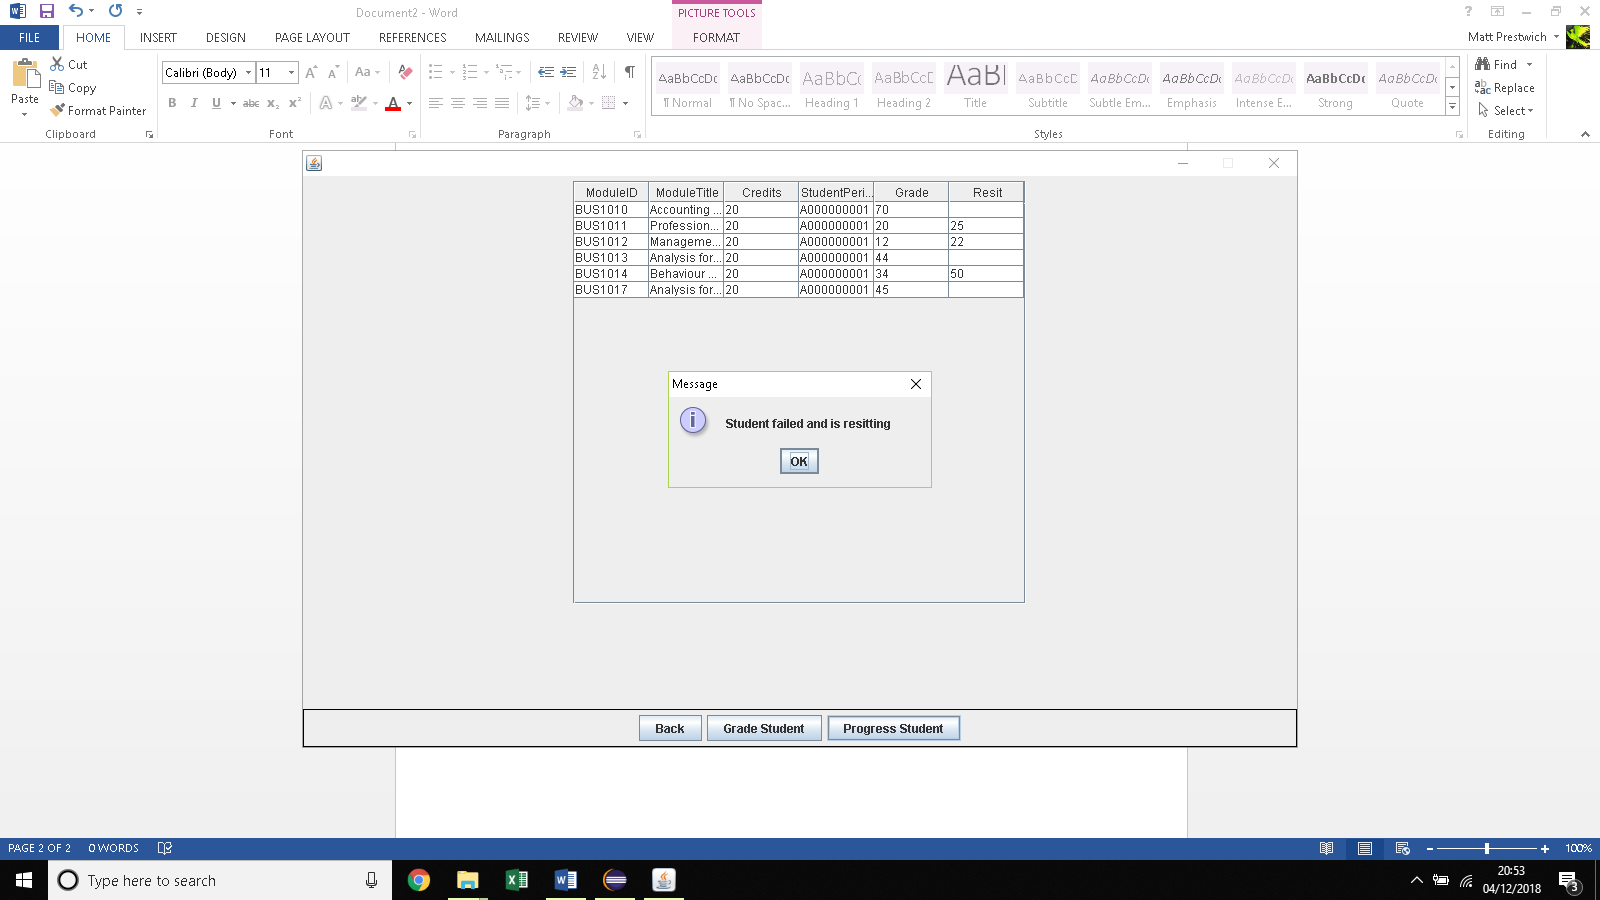 Document2 - Word
PICTURE TOOLS
FILE HOME INSERT DESIGN PAGE LAYOUT REFERENCES MAILINGS REVIEW VIEW FORMAT
Matt Prestwich
Paste
Cut
Copy
Format Painter
Clipboard
Calibri (Body) 11
Font
Paragraph
AaBbCcDc AaBbCcDc AaBbCc AaBbCcD AaB AaBbCcD AaBbCcDc AaBbCcDc AaBbCcDc AaBbCcDc AaBbCcDc
¶ Normal ¶ No Spac... Heading 1 Heading 2 Title Subtitle Subtle Em... Emphasis Intense E... Strong Quote
Styles
Find
Replace
Select
Editing
ModuleID ModuleTitle Credits StudentPeri... Grade Resit
BUS1010 Accounting ... 20 A000000001 70
BUS1011 Profession... 20 A000000001 20 25
BUS1012 Manageme... 20 A000000001 12 22
BUS1013 Analysis for... 20 A000000001 44
BUS1014 Behaviour ... 20 A000000001 34 50
BUS1017 Analysis for... 20 A000000001 45
Message
Student failed and is resitting
OK
Back Grade Student Progress Student
PAGE 2 OF 2 0 WORDS
100%
Type here to search
20:53
04/12/2018
3